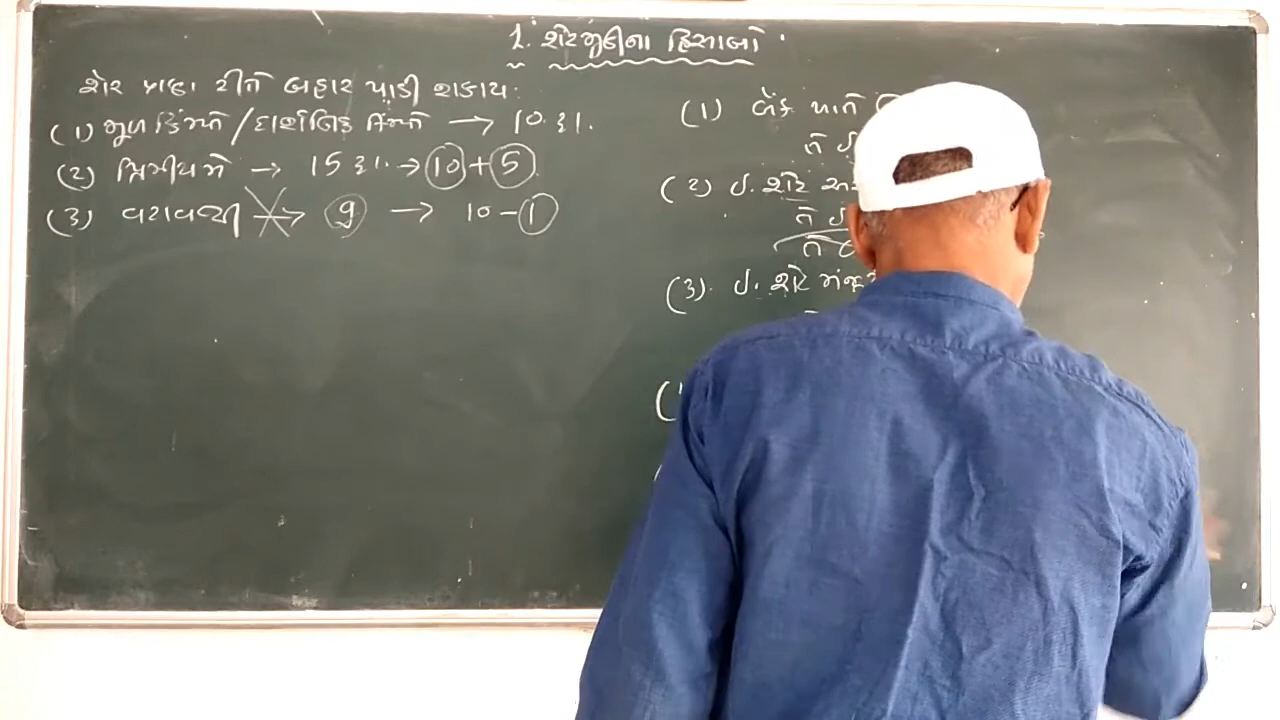 1. શેરમૂડીના હિસાબો
શેર ત્રણ રીતે બહાર પાડી શકાય.
(1) મૂળ કિંમતે / દાર્શનિક કિંમતે → 10 રૂ.
(2) પ્રિમીયમે → 15 રૂ. → 10 + 5
(3) વટાવથી → 9 → 10 - 1
(1) બેંક ખાતે
તે
(2) ઈ. શેર
તે
તે
(3) ઈ. શેર મંજૂ